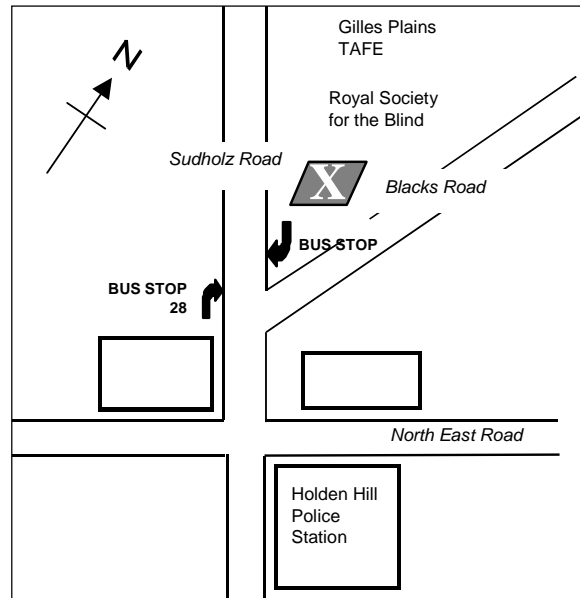 Gilles Plains
TAFE
N
Royal Society
for the Blind
Sudholz Road
X
Blacks Road
BUS STOP
BUS STOP
28
North East Road
Holden Hill
Police
Station